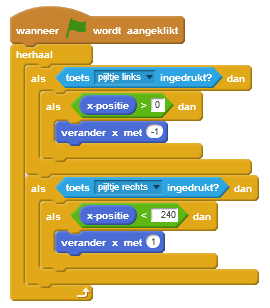 wanneer wordt aangeklikt
herhaal
als toets pijltje links ingedrukt? dan
als x-positie > 0 dan
verander x met -1
als toets pijltje rechts ingedrukt? dan
als x-positie < 240 dan
verander x met 1